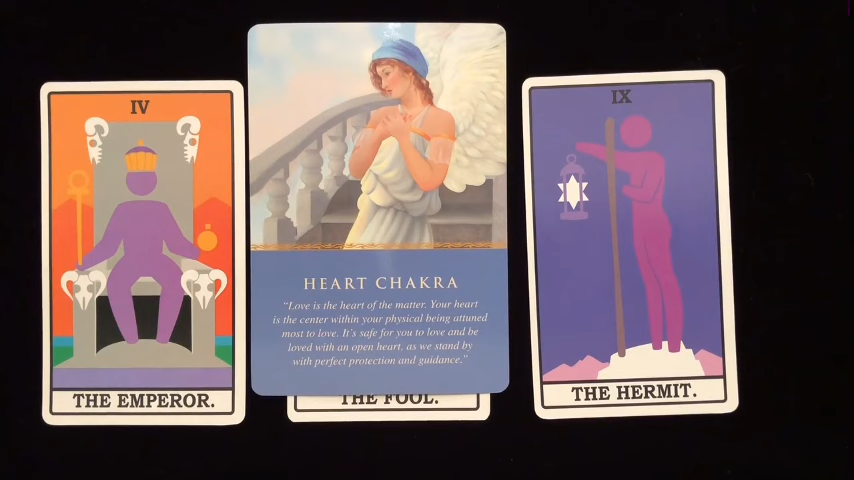 IV
THE EMPEROR.
HEART CHAKRA
“Love is the heart of the matter. Your heart
is the center within your physical being attuned
most to love. It’s safe for you to love and be
loved with an open heart, as we stand by
with perfect protection and guidance.”
THE FOOL.
IX
THE HERMIT.